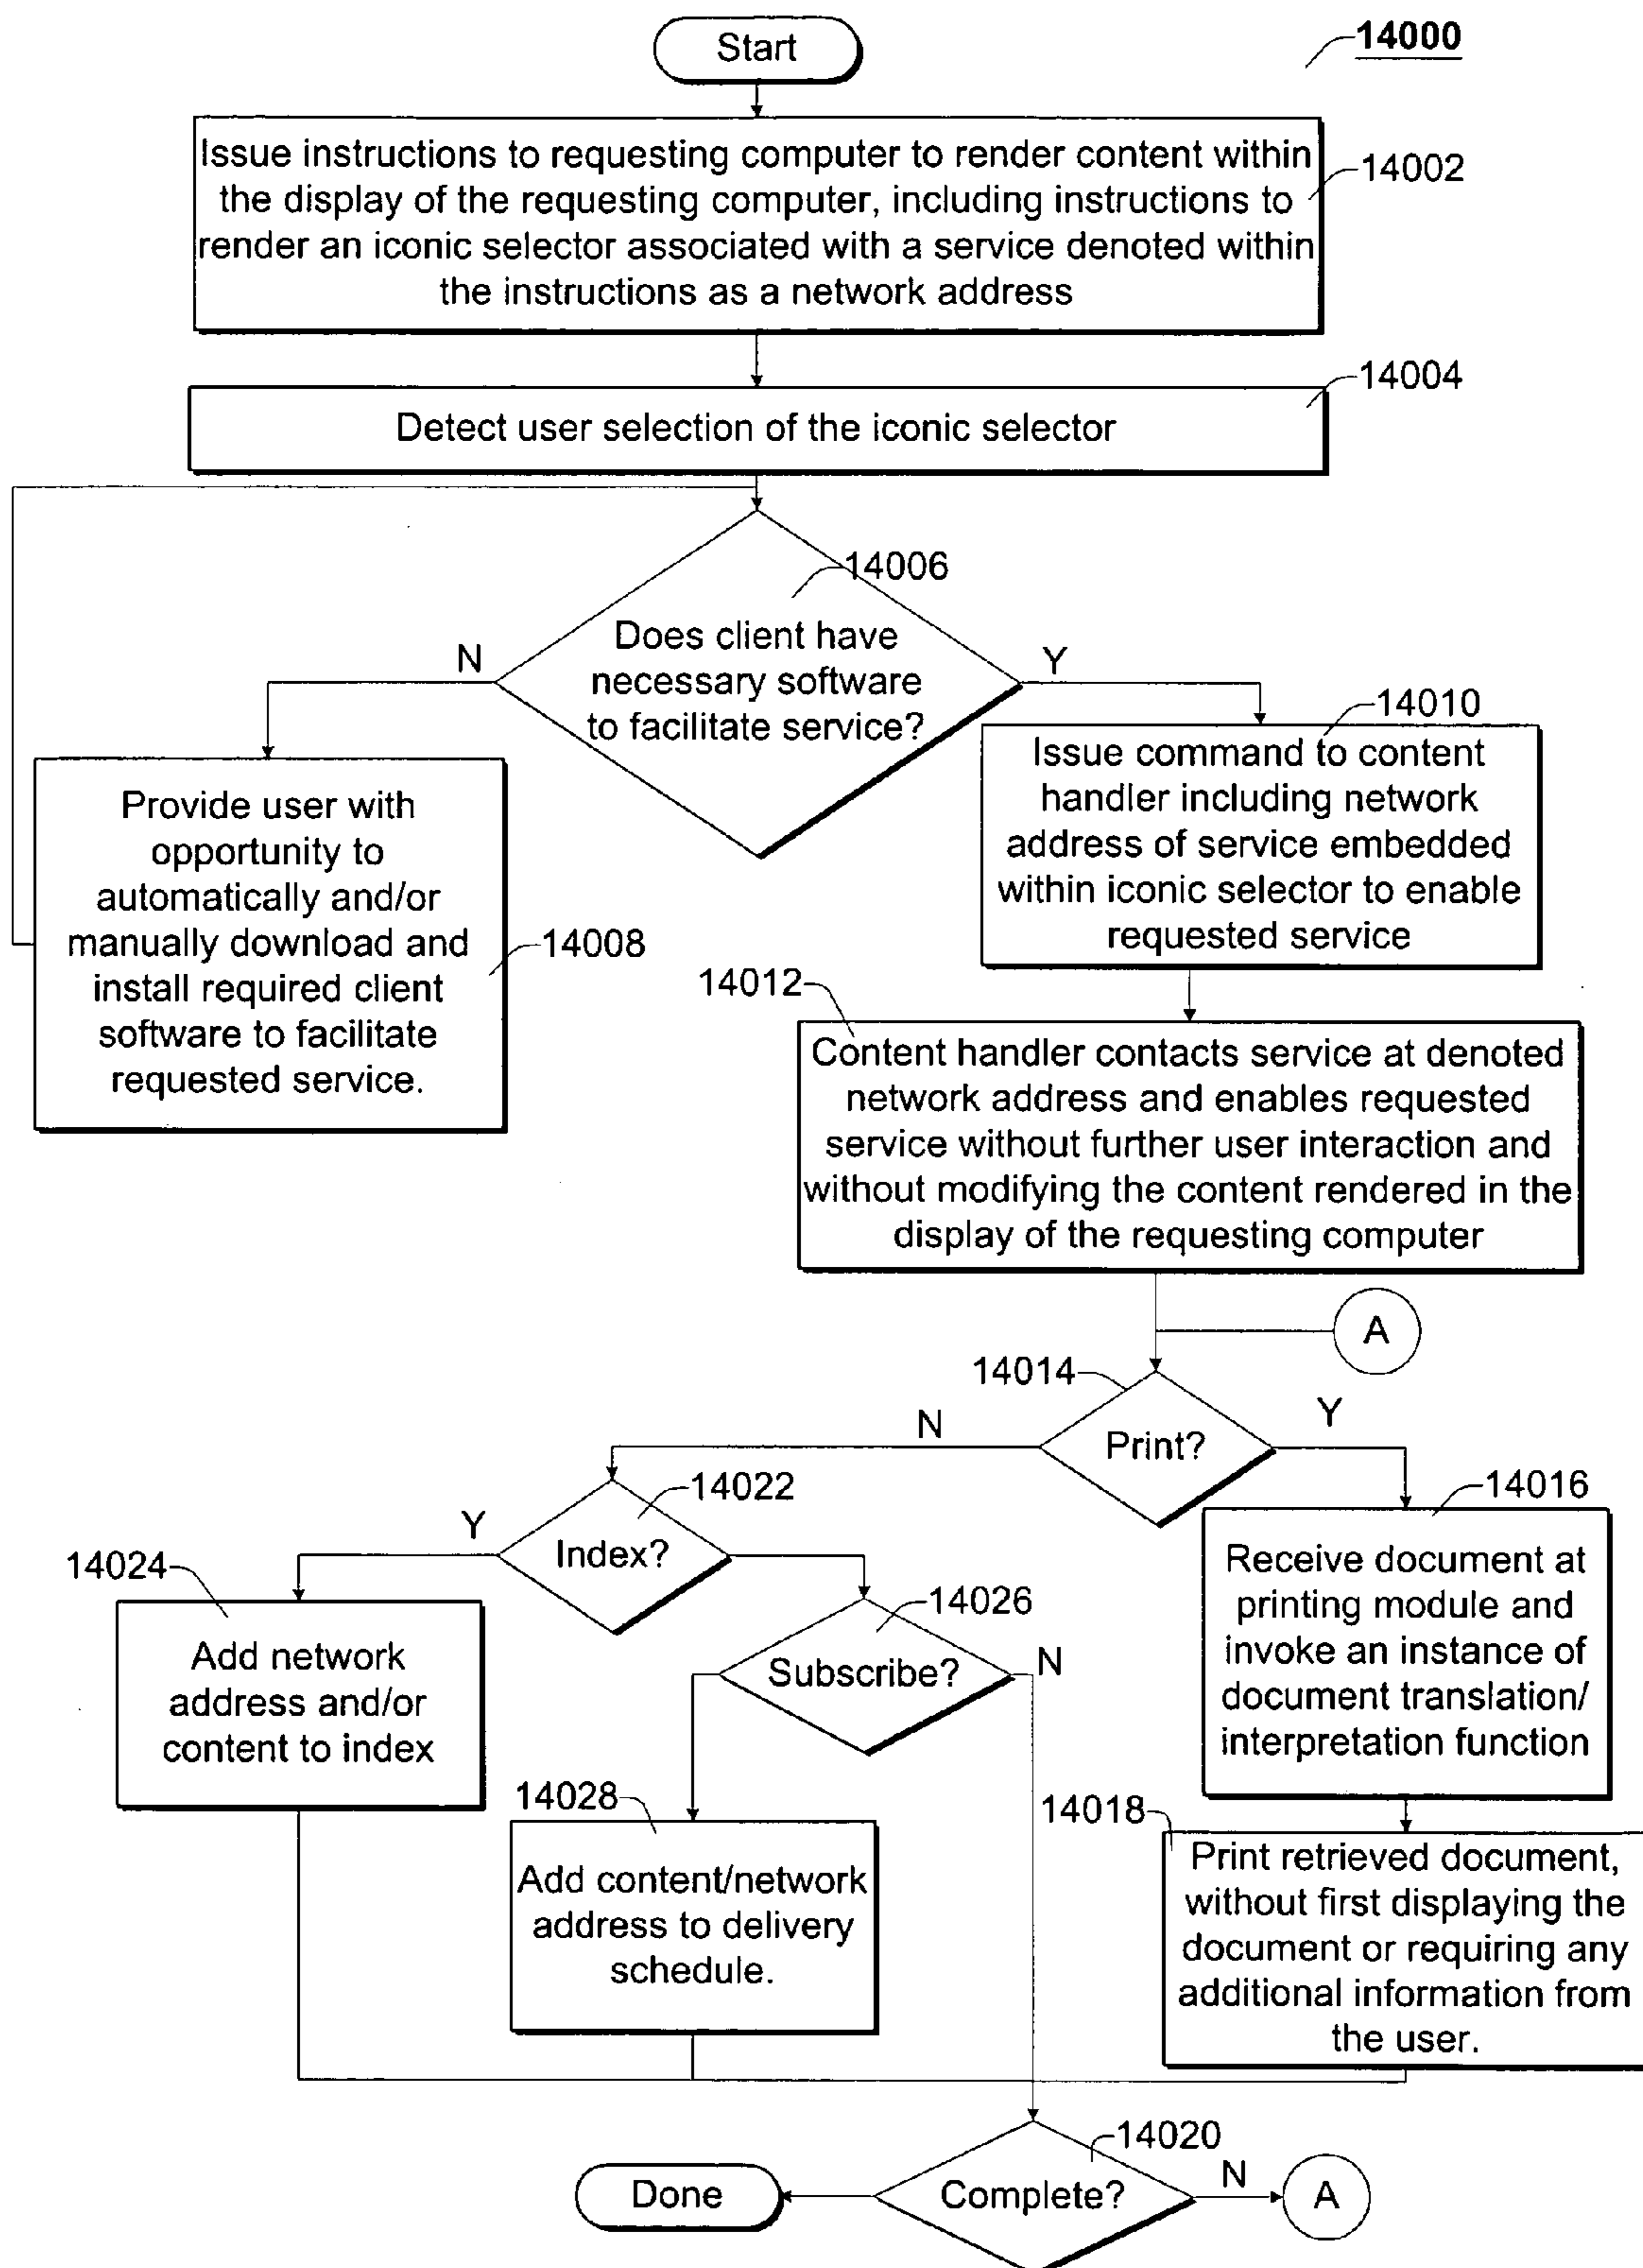 Start
14000
Issue instructions to requesting computer to render content within
the display of the requesting computer, including instructions to
render an iconic selector associated with a service denoted within
the instructions as a network address
14002
14004
Detect user selection of the iconic selector
14006
Does client have
necessary software
to facilitate service?
N
Y
14008
Provide user with
opportunity to
automatically and/or
manually download and
install required client
software to facilitate
requested service.
14010
Issue command to content
handler including network
address of service embedded
within iconic selector to enable
requested service
14012
Content handler contacts service at denoted
network address and enables requested
service without further user interaction and
without modifying the content rendered in the
display of the requesting computer
A
14014
Print?
N
Y
14022
Index?
Y
14016
Receive document at
printing module and
invoke an instance of
document translation/
interpretation function
14024
Add network
address and/or
content to index
14026
Subscribe?
N
14028
Add content/network
address to delivery
schedule.
14018
Print retrieved document,
without first displaying the
document or requiring any
additional information from
the user.
14020
Complete?
N
A
Done